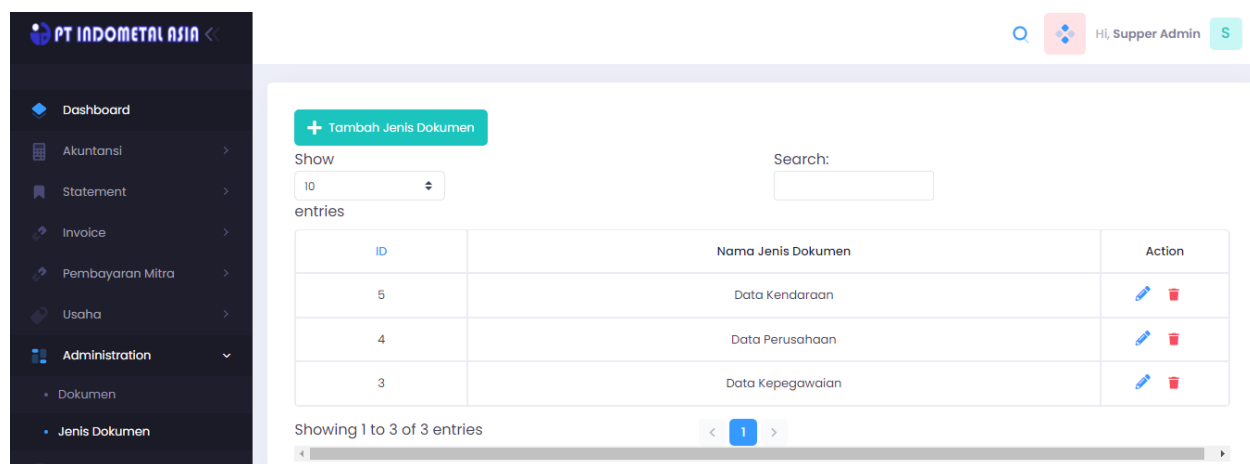 PT INDOMETAL ASIA
Hi, Supper Admin S
Dashboard
Akuntansi
Statement
Invoice
Pembayaran Mitra
Usaha
Administration
Dokumen
Jenis Dokumen
Tambah Jenis Dokumen
Show
10
entries
Search:
ID Nama Jenis Dokumen Action
5 Data Kendaraan
4 Data Perusahaan
3 Data Kepegawaian
Showing 1 to 3 of 3 entries
1